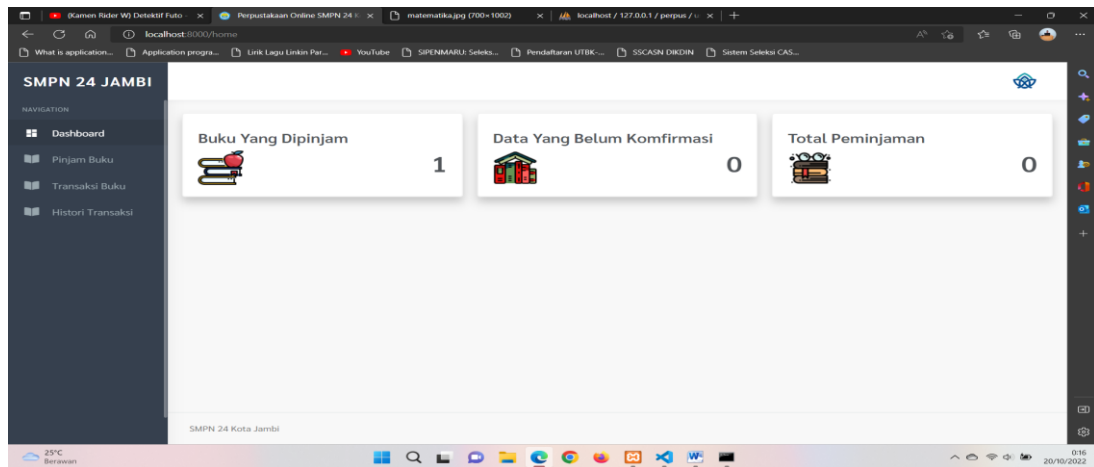 (Kamen Rider W) Detektif Futo
Perpustakaan Online SMPN 24
matematika.jpg (700×1002)
localhost / 127.0.0.1 / perpus / u
localhost:8000/home
What is application...
Application progra...
Lirik Lagu Linkin Par...
YouTube
SIPENMARU: Seleks...
Pendaftaran UTBK-...
SSCASN DIKDIN
Sistem Seleksi CAS...
SMPN 24 JAMBI
NAVIGATION
Dashboard
Pinjam Buku
Transaksi Buku
Histori Transaksi
Buku Yang Dipinjam
1
Data Yang Belum Komfirmasi
0
Total Peminjaman
0
SMPN 24 Kota Jambi
25°C
Berawan
0:16
20/10/2022